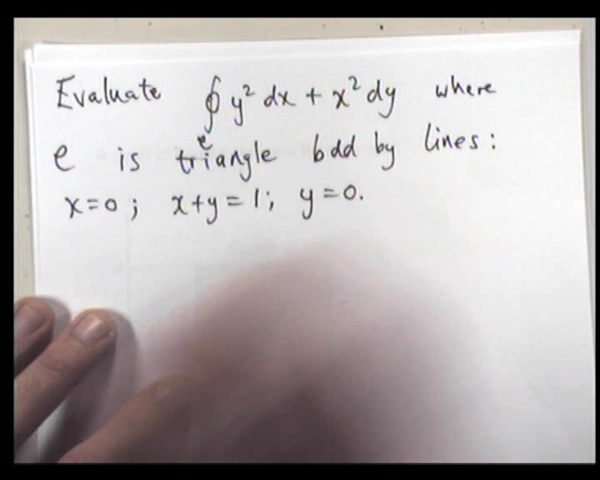 Evaluate ∮ y² dx + x² dy where
C
C is triangle bdd by lines:
x=0; x+y=1; y=0.